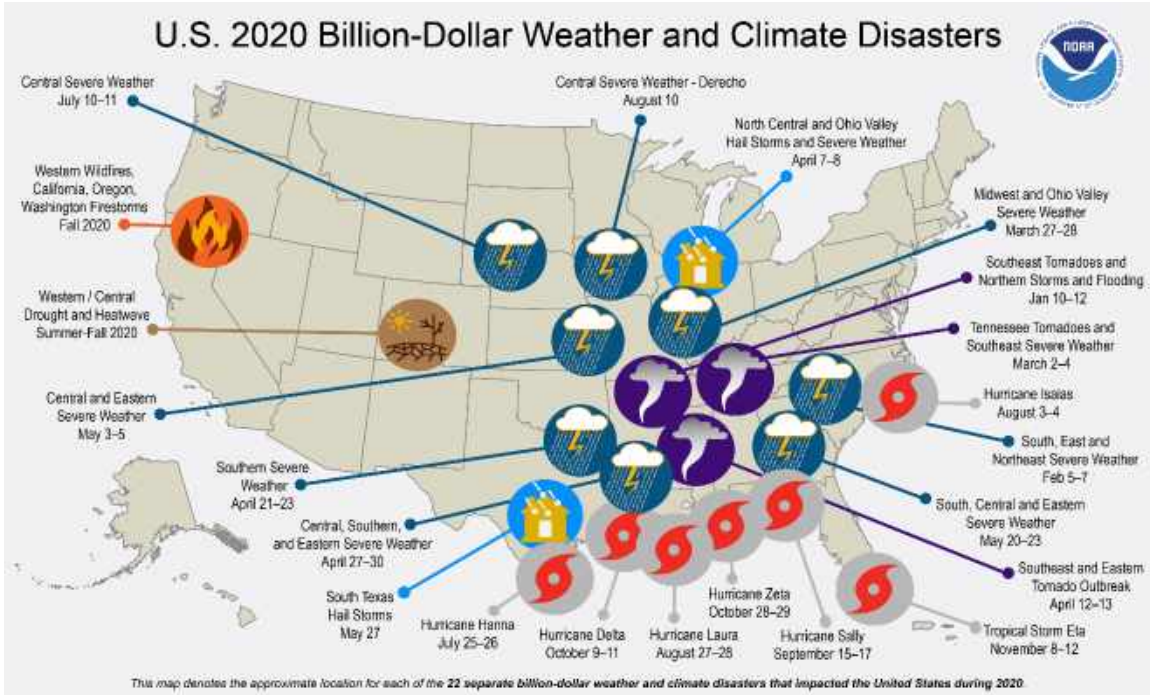 U.S. 2020 Billion-Dollar Weather and Climate Disasters
NOAA
Central Severe Weather
July 10–11
Central Severe Weather - Derecho
August 10
North Central and Ohio Valley
Hail Storms and Severe Weather
April 7–8
Western Wildfires,
California, Oregon,
Washington Firestorms
Fall 2020
Midwest and Ohio Valley
Severe Weather
March 27–28
Southeast Tornadoes and
Northern Storms and Flooding
Jan 10–12
Western / Central
Drought and Heatwave
Summer-Fall 2020
Tennessee Tornadoes and
Southeast Severe Weather
March 2–4
Central and Eastern
Severe Weather
May 3–5
Hurricane Isaias
August 3–4
South, East and
Northeast Severe Weather
Feb 5–7
Southern Severe
Weather
April 21–23
South, Central and Eastern
Severe Weather
May 20–23
Central, Southern,
and Eastern Severe Weather
April 27–30
Southeast and Eastern
Tornado Outbreak
April 12–13
South Texas
Hail Storms
May 27
Hurricane Hanna
July 25–26
Hurricane Delta
October 9–11
Hurricane Laura
August 27–28
Hurricane Zeta
October 28–29
Hurricane Sally
September 15–17
Tropical Storm Eta
November 8–12
This map denotes the approximate location for each of the 22 separate billion-dollar weather and climate disasters that impacted the United States during 2020.